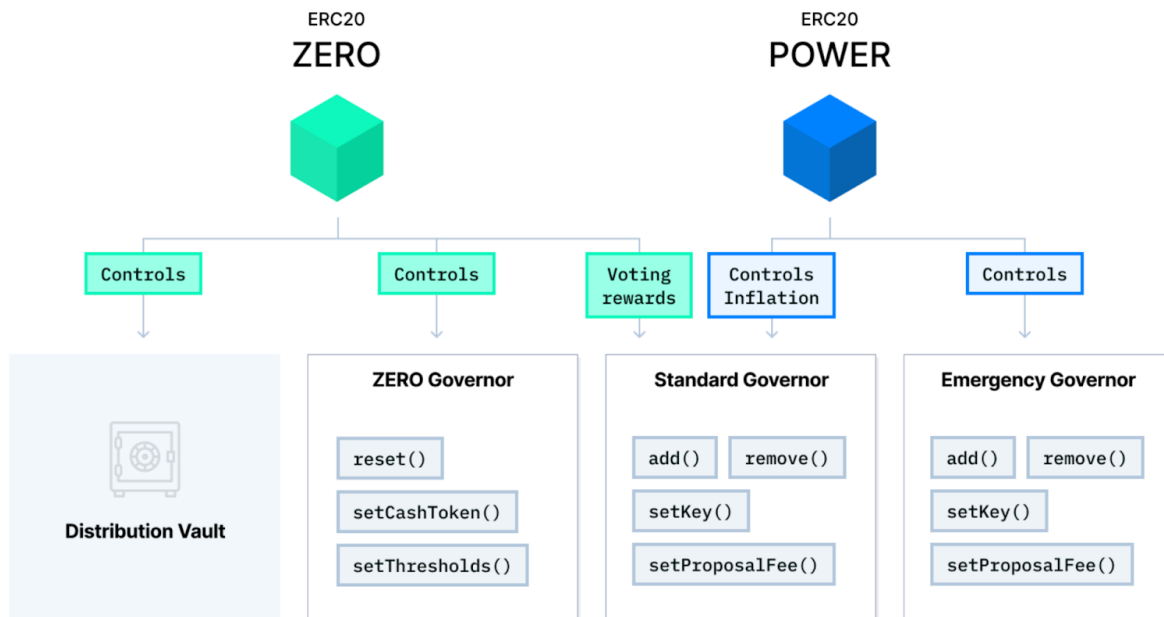 ERC20
ZERO
ERC20
POWER
Controls
Controls
Voting
rewards
Controls
Inflation
Controls
Distribution Vault
ZERO Governor
reset()
setCashToken()
setThresholds()
Standard Governor
add() remove()
setKey()
setProposalFee()
Emergency Governor
add() remove()
setKey()
setProposalFee()